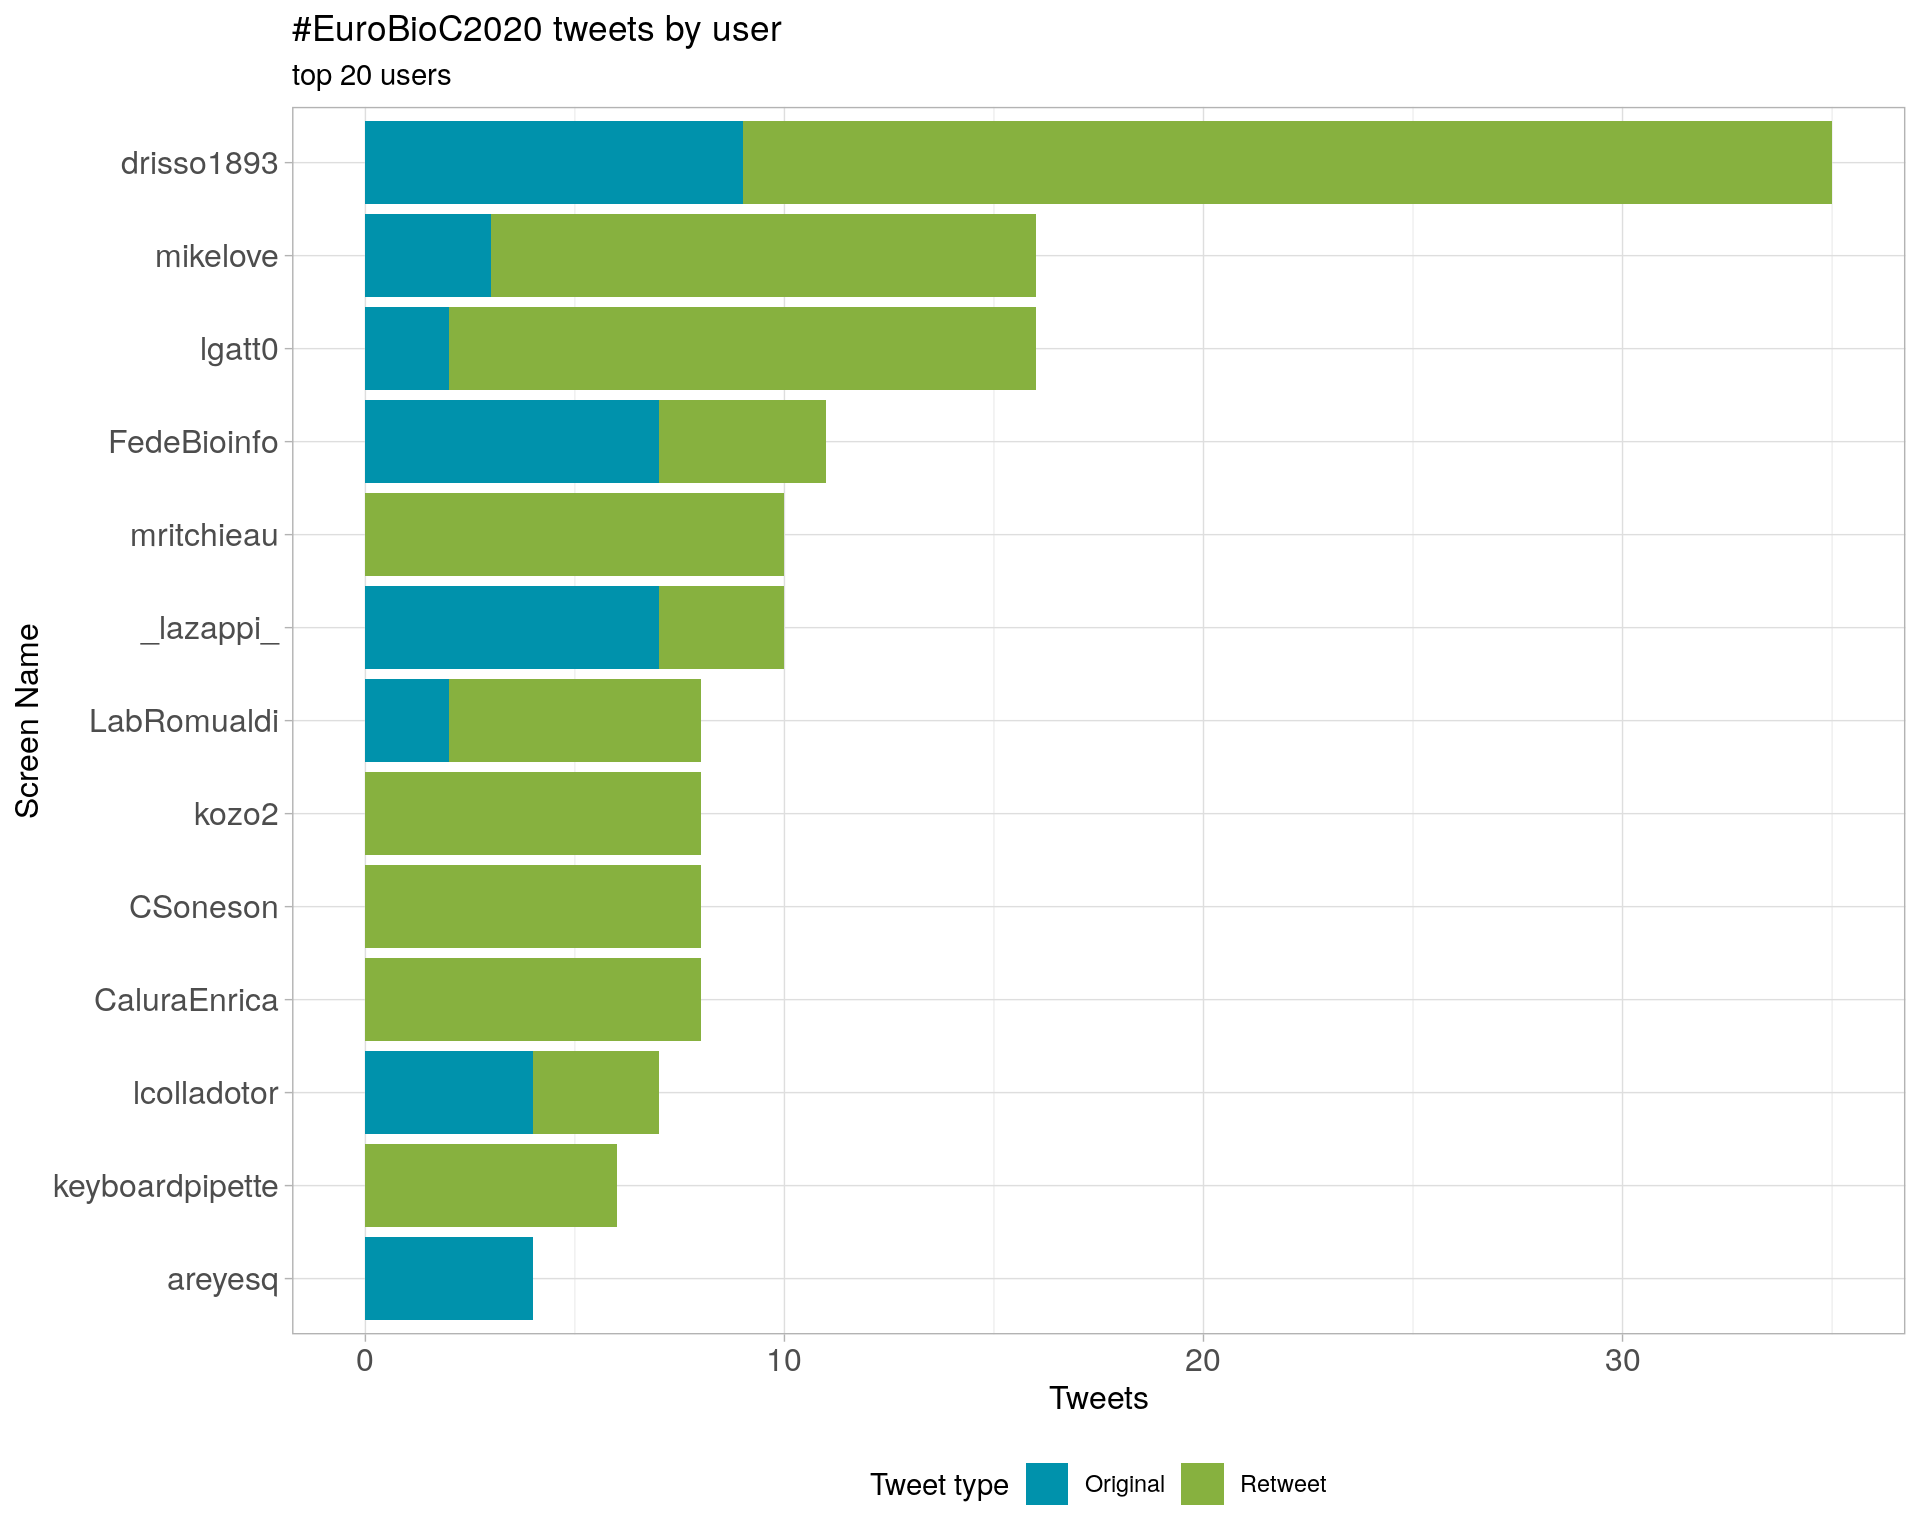 #EuroBioC2020 tweets by user
top 20 users
Screen Name
drisso1893
mikelove
lgatt0
FedeBioinfo
mritchieau
_lazappi_
LabRomualdi
kozo2
CSoneson
CaluraEnrica
lcolladotor
keyboardpipette
areyesq
0 10 20 30
Tweets
Tweet type Original Retweet